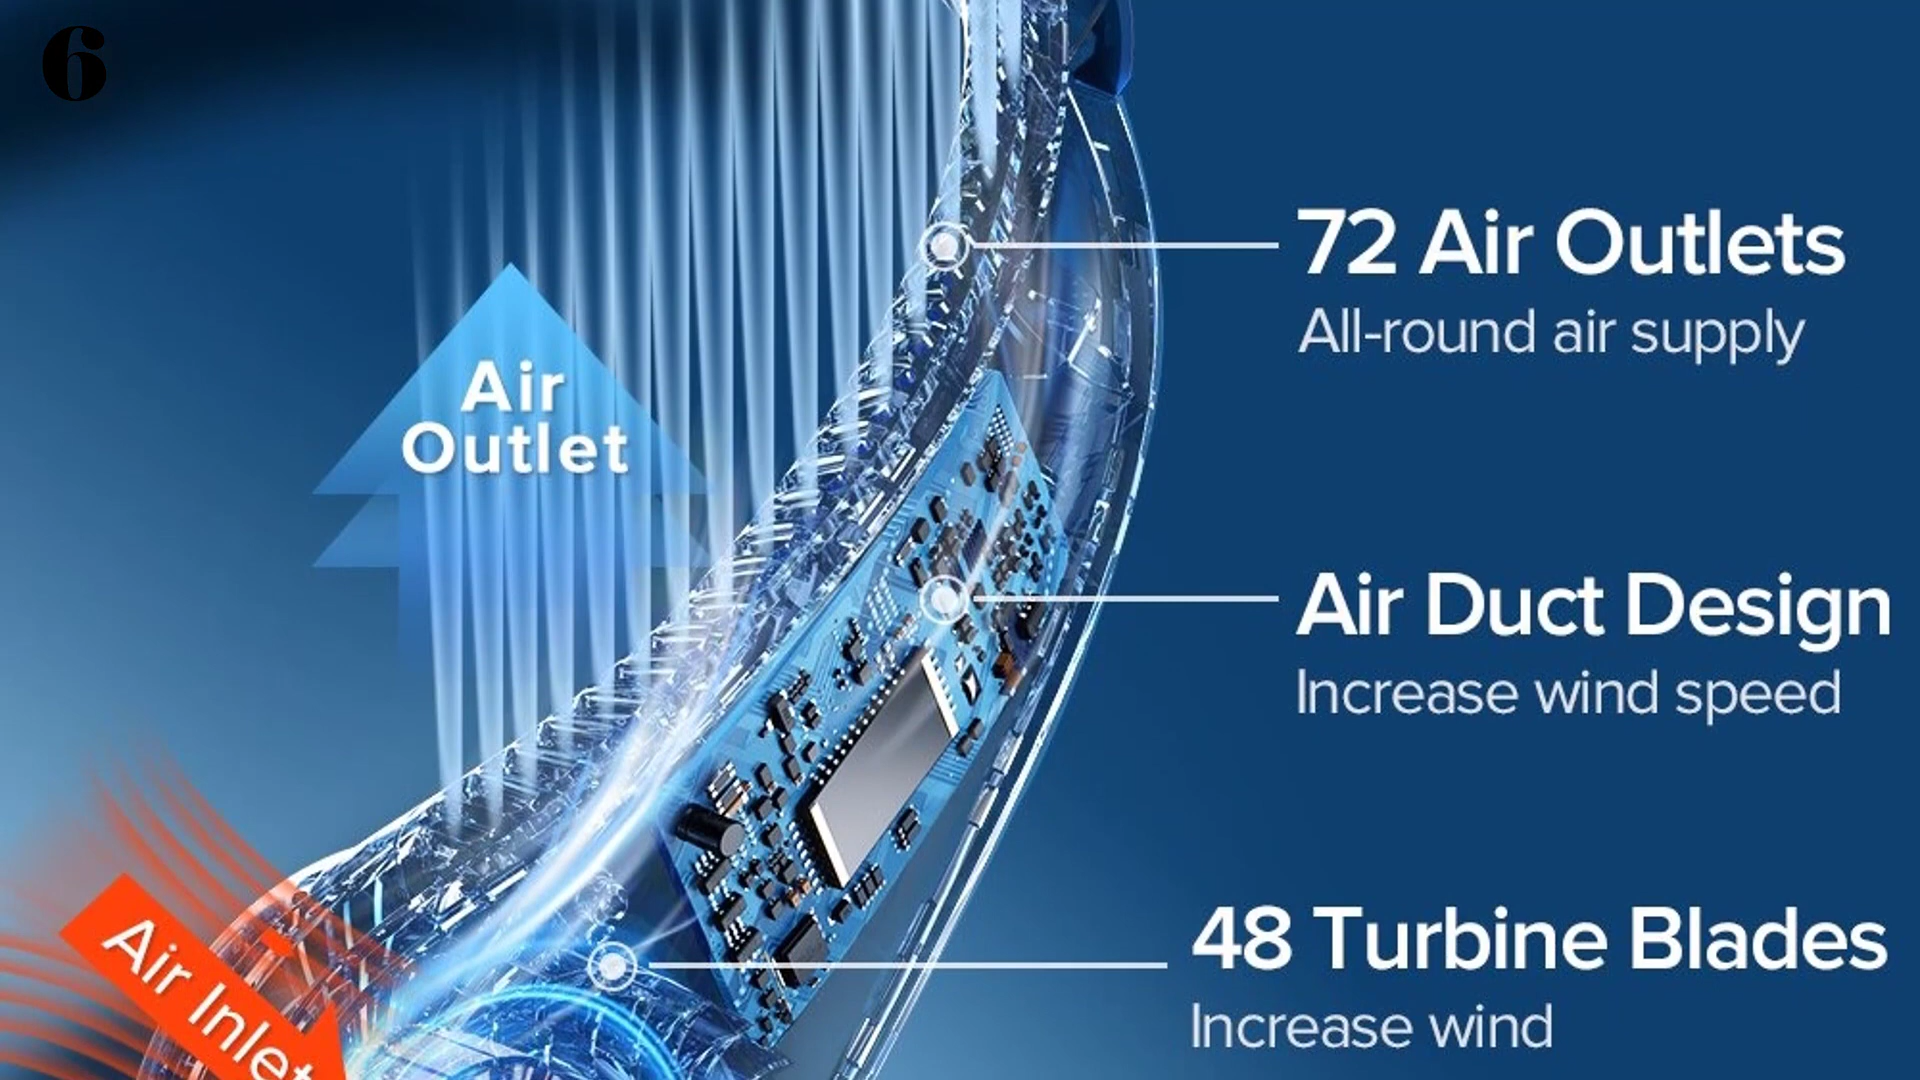 6
72 Air Outlets
All-round air supply
Air
Outlet
Air Duct Design
Increase wind speed
48 Turbine Blades
Increase wind
Air Inlet